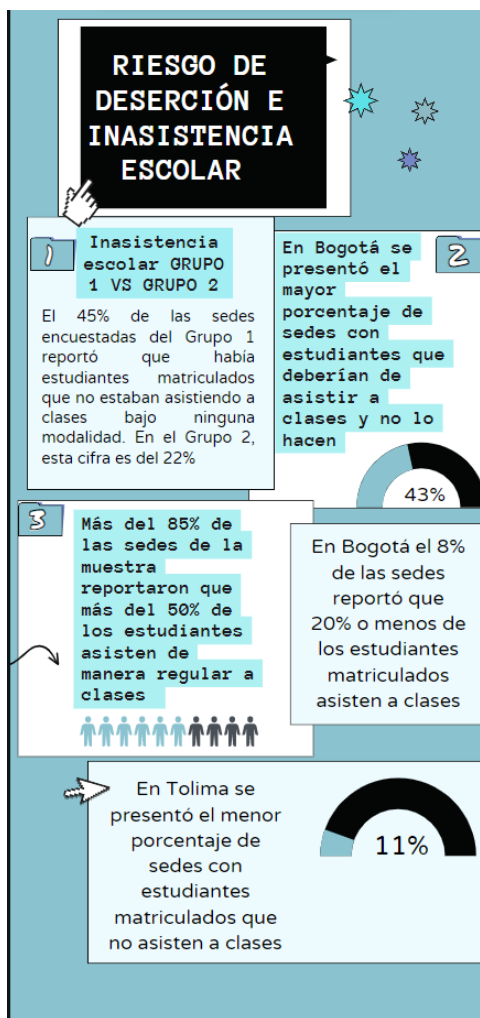 RIESGO DE
DESERCIÓN E
INASISTENCIA
ESCOLAR
1
Inasistencia
escolar GRUPO
1 VS GRUPO 2
El 45% de las sedes
encuestadas del Grupo 1
reportó que había
estudiantes matriculados
que no estaban asistiendo a
clases bajo ninguna
modalidad. En el Grupo 2,
esta cifra es del 22%
2
En Bogotá se
presentó el
mayor
porcentaje de
sedes con
estudiantes que
deberían de
asistir a
clases y no lo
hacen
43%
3
Más del 85% de
las sedes de la
muestra
reportaron que
más del 50% de
los estudiantes
asisten de
manera regular a
clases
En Bogotá el 8%
de las sedes
reportó que
20% o menos de
los estudiantes
matriculados
asisten a clases
En Tolima se
presentó el menor
porcentaje de
sedes con
estudiantes
matriculados que
no asisten a clases
11%